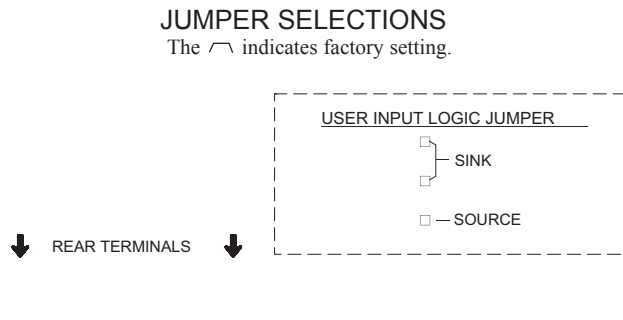 JUMPER SELECTIONS
The indicates factory setting.
USER INPUT LOGIC JUMPER
SINK
SOURCE
REAR TERMINALS